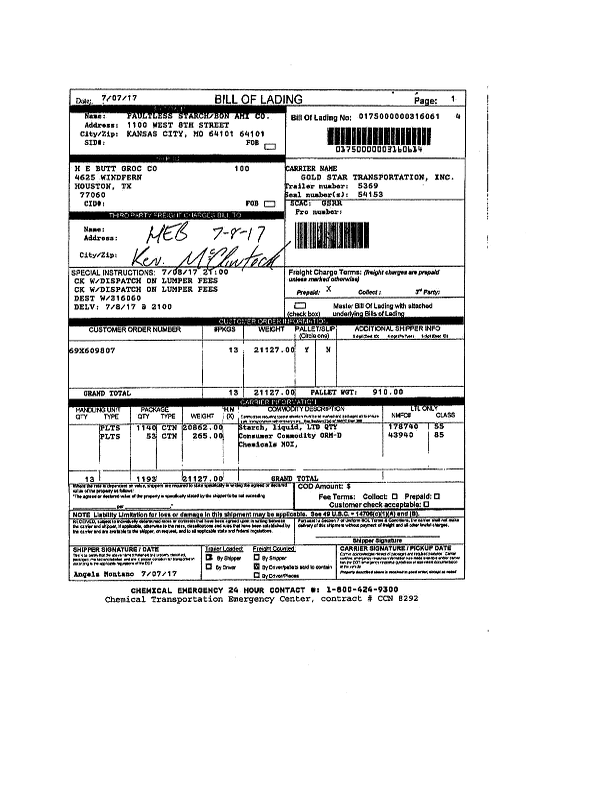 Date: 7/07/17 BILL OF LADING Page: 1
Name: FAULTLESS STARCH/BON AMI CO. Bill Of Lading No: 0175000000316061 4
Address: 1100 WEST 8TH STREET
City/Zip: KANSAS CITY, MO 64101 64101
SID#: FOB
01750000003160614
SHIP TO
H E BUTT GROC CO 100 CARRIER NAME
4625 WINDFERN GOLD STAR TRANSPORTATION, INC.
HOUSTON, TX Trailer number: 5369
77060 Seal number(s): 54153
CID#: FOB SCAC: GSRR
THIRD PARTY FREIGHT CHARGES BILL TO Pro number:
Name: HEB 7-8-17
Address:
City/Zip: Kev. McClintock
SPECIAL INSTRUCTIONS: 7/08/17 21:00 Freight Charge Terms: (freight charges are prepaid
CK W/DISPATCH ON LUMPER FEES unless marked otherwise)
CK W/DISPATCH ON LUMPER FEES Prepaid: X Collect: 3rd Party:
DEST W/316060 Master Bill Of Lading with attached
DELV: 7/8/17 @ 2100 (check box) underlying Bills of Lading
CUSTOMER ORDER INFORMATION
CUSTOMER ORDER NUMBER #PKGS WEIGHT PALLET/SLIP ADDITIONAL SHIPPER INFO
(Circle one)
69X609807 13 21127.00 Y N
GRAND TOTAL 13 21127.00 PALLET WGT: 910.00
CARRIER INFORMATION
HANDLING UNIT PACKAGE H.M COMMODITY DESCRIPTION LTL ONLY
QTY TYPE QTY TYPE WEIGHT (X) NMFC# CLASS
PLTS 1140 CTN 20862.00 Starch, liquid, LTD QTY 178740 55
PLTS 53 CTN 265.00 Consumer Commodity ORM-D 43940 85
Chemicals NOI,
13 1193 21127.00 GRAND TOTAL
Where the rate is dependent on value, shippers are required to state specifically in writing the agreed or declared COD Amount: $
value of the property as follows:
"The agreed or declared value of the property is specifically stated by the shipper to be not exceeding Fee Terms: Collect: Prepaid:
per Customer check acceptable:
NOTE Liability Limitation for loss or damage in this shipment may be applicable. See 49 U.S.C. - 14706(c)(1)(A) and (B).
Shipper Signature
SHIPPER SIGNATURE / DATE Trailer Loaded: Freight Counted: CARRIER SIGNATURE / PICKUP DATE
By Shipper By Shipper
By Driver By Driver/pallets said to contain
By Driver/Pieces
Angela Montano 7/07/17
CHEMICAL EMERGENCY 24 HOUR CONTACT #: 1-800-424-9300
Chemical Transportation Emergency Center, contract # CCN 8292